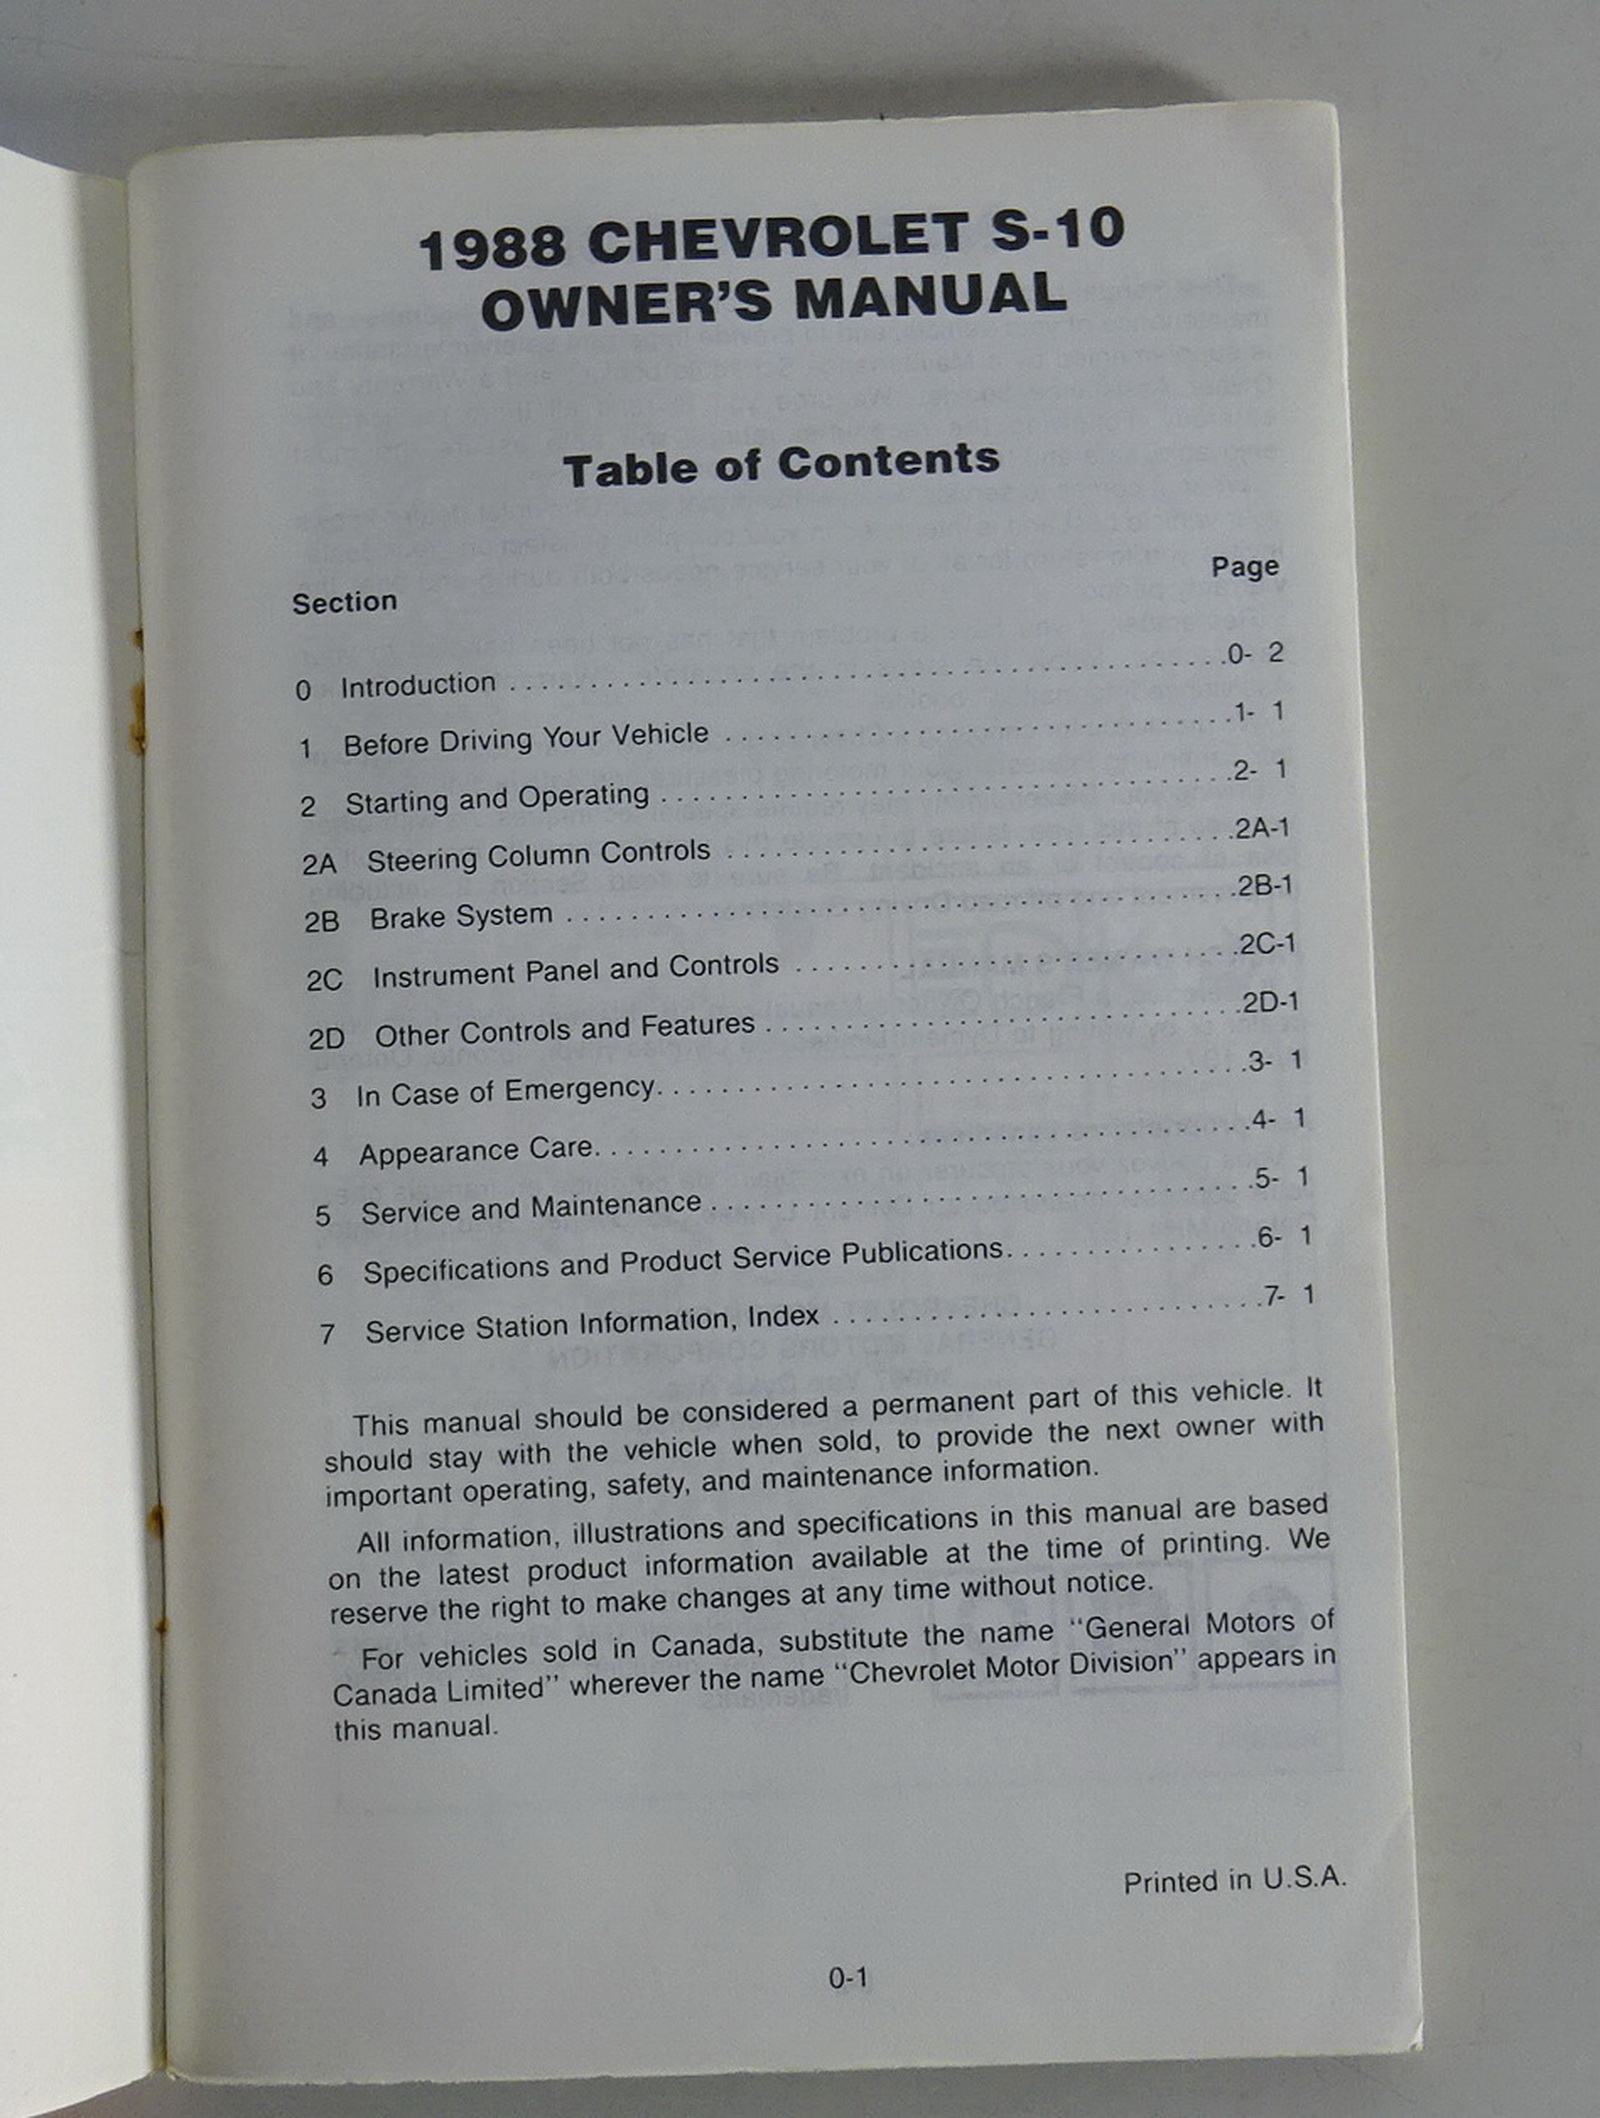 1988 CHEVROLET S-10
OWNER'S MANUAL
Table of Contents
Section Page
0 Introduction . . . . . . . . . . . . . . . . . . . . . . . . . . . . . . . . . . . . . . . . . . . . . .0- 2
1 Before Driving Your Vehicle . . . . . . . . . . . . . . . . . . . . . . . . . . . . . . . .1- 1
2 Starting and Operating . . . . . . . . . . . . . . . . . . . . . . . . . . . . . . . . . . . .2- 1
2A Steering Column Controls . . . . . . . . . . . . . . . . . . . . . . . . . . . . . . . .2A-1
2B Brake System . . . . . . . . . . . . . . . . . . . . . . . . . . . . . . . . . . . . . . . . . .2B-1
2C Instrument Panel and Controls . . . . . . . . . . . . . . . . . . . . . . . . . . . .2C-1
2D Other Controls and Features . . . . . . . . . . . . . . . . . . . . . . . . . . . . . .2D-1
3 In Case of Emergency. . . . . . . . . . . . . . . . . . . . . . . . . . . . . . . . . . . . .3- 1
4 Appearance Care. . . . . . . . . . . . . . . . . . . . . . . . . . . . . . . . . . . . . . . . .4- 1
5 Service and Maintenance . . . . . . . . . . . . . . . . . . . . . . . . . . . . . . . . . .5- 1
6 Specifications and Product Service Publications. . . . . . . . . . . . . . . .6- 1
7 Service Station Information, Index . . . . . . . . . . . . . . . . . . . . . . . . . . .7- 1
This manual should be considered a permanent part of this vehicle. It
should stay with the vehicle when sold, to provide the next owner with
important operating, safety, and maintenance information.
All information, illustrations and specifications in this manual are based
on the latest product information available at the time of printing. We
reserve the right to make changes at any time without notice.
For vehicles sold in Canada, substitute the name "General Motors of
Canada Limited" wherever the name "Chevrolet Motor Division" appears in
this manual.
Printed in U.S.A.
0-1